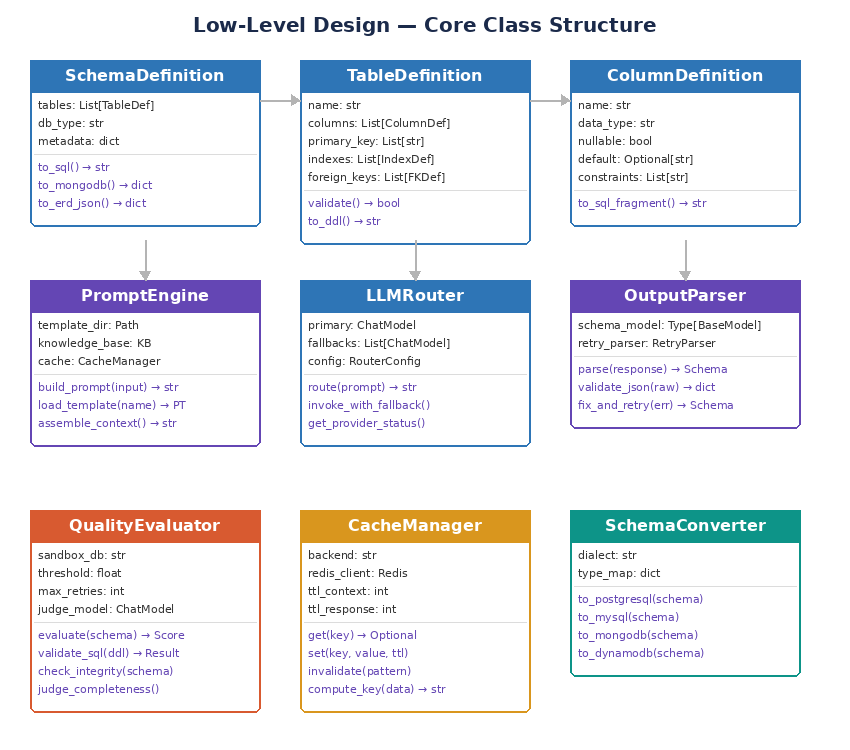 Low-Level Design — Core Class Structure
SchemaDefinition
tables: List[TableDef]
db_type: str
metadata: dict
to_sql() → str
to_mongodb() → dict
to_erd_json() → dict
TableDefinition
name: str
columns: List[ColumnDef]
primary_key: List[str]
indexes: List[IndexDef]
foreign_keys: List[FKDef]
validate() → bool
to_ddl() → str
ColumnDefinition
name: str
data_type: str
nullable: bool
default: Optional[str]
constraints: List[str]
to_sql_fragment() → str
PromptEngine
template_dir: Path
knowledge_base: KB
cache: CacheManager
build_prompt(input) → str
load_template(name) → PT
assemble_context() → str
LLMRouter
primary: ChatModel
fallbacks: List[ChatModel]
config: RouterConfig
route(prompt) → str
invoke_with_fallback()
get_provider_status()
OutputParser
schema_model: Type[BaseModel]
retry_parser: RetryParser
parse(response) → Schema
validate_json(raw) → dict
fix_and_retry(err) → Schema
QualityEvaluator
sandbox_db: str
threshold: float
max_retries: int
judge_model: ChatModel
evaluate(schema) → Score
validate_sql(ddl) → Result
check_integrity(schema)
judge_completeness()
CacheManager
backend: str
redis_client: Redis
ttl_context: int
ttl_response: int
get(key) → Optional
set(key, value, ttl)
invalidate(pattern)
compute_key(data) → str
SchemaConverter
dialect: str
type_map: dict
to_postgresql(schema)
to_mysql(schema)
to_mongodb(schema)
to_dynamodb(schema)